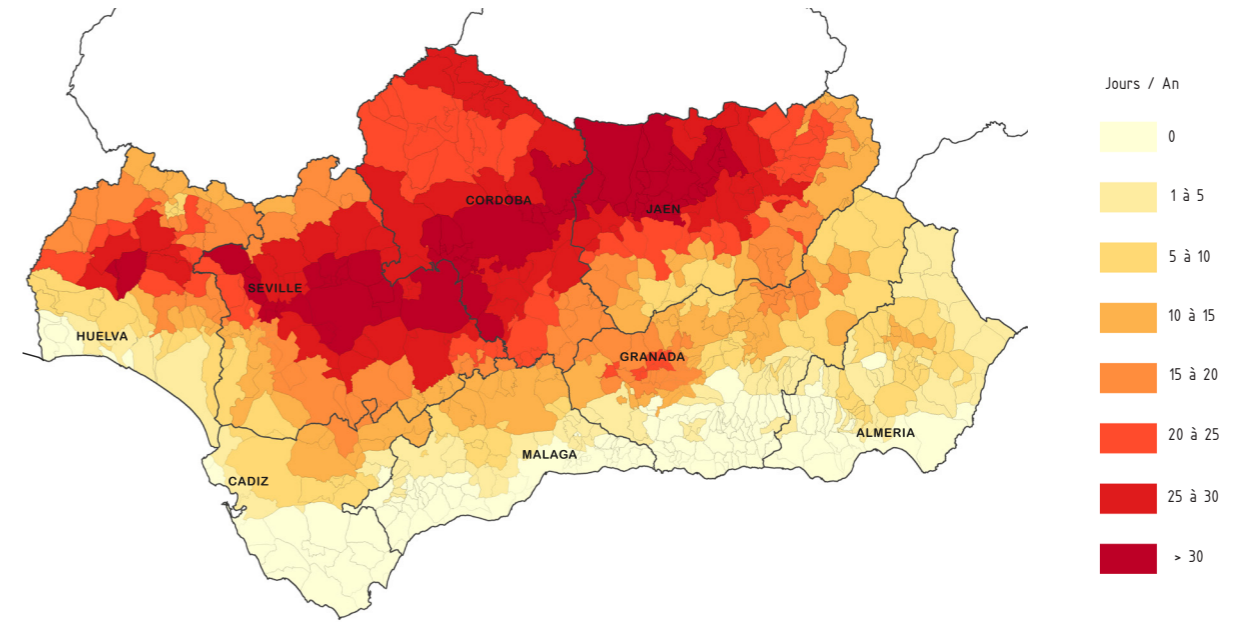 Jours / An
0
1 à 5
5 à 10
10 à 15
15 à 20
20 à 25
25 à 30
> 30
CORDOBA
JAEN
SEVILLE
HUELVA
GRANADA
ALMERIA
MALAGA
CADIZ